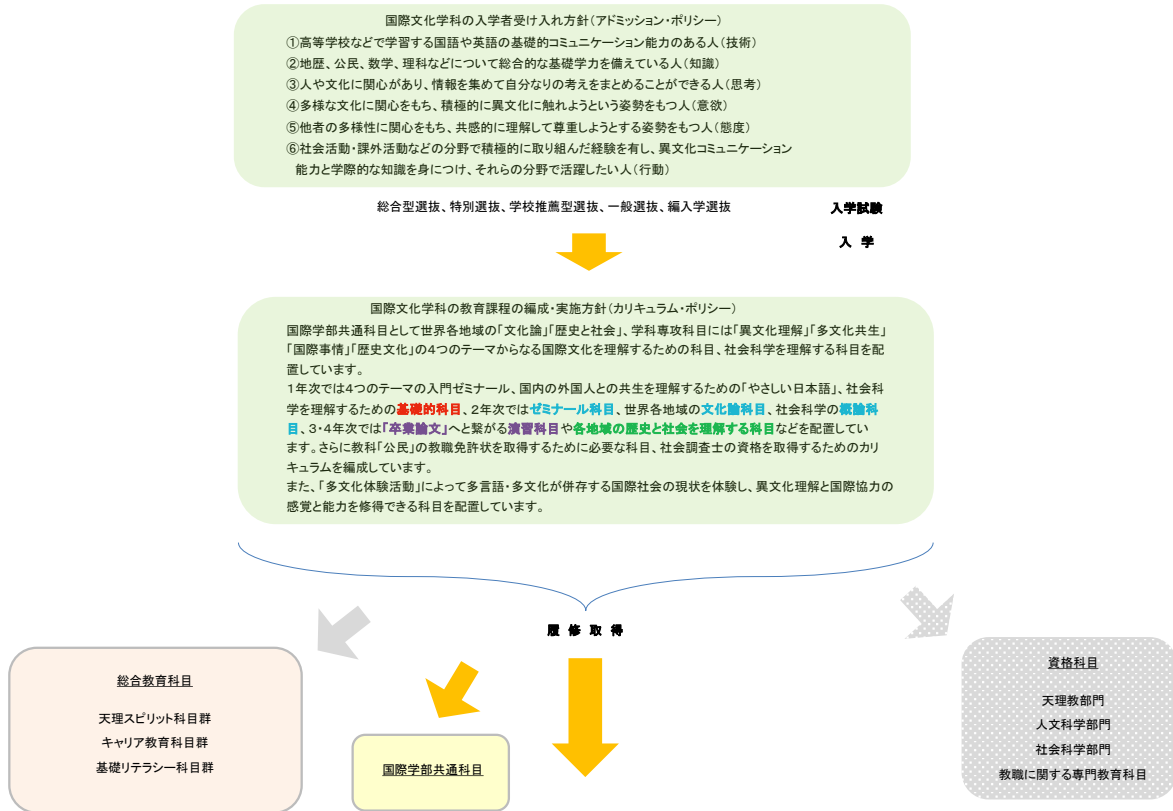 国際文化学科の入学者受け入れ方針(アドミッション・ポリシー)
①高等学校などで学習する国語や英語の基礎的コミュニケーション能力のある人(技術)
②地歴、公民、数学、理科などについて総合的な基礎学力を備えている人(知識)
③人や文化に関心があり、情報を集めて自分なりの考えをまとめることができる人(思考)
④多様な文化に関心をもち、積極的に異文化に触れようという姿勢をもつ人(意欲)
⑤他者の多様性に関心をもち、共感的に理解して尊重しようとする姿勢をもつ人(態度)
⑥社会活動・課外活動などの分野で積極的に取り組んだ経験を有し、異文化コミュニケーション
能力と学際的な知識を身につけ、それらの分野で活躍したい人(行動)
総合型選抜、特別選抜、学校推薦型選抜、一般選抜、編入学選抜 入学試験
入 学
国際文化学科の教育課程の編成・実施方針(カリキュラム・ポリシー)
国際学部共通科目として世界各地域の「文化論」「歴史と社会」、学科専攻科目には「異文化理解」「多文化共生」
「国際事情」「歴史文化」の4つのテーマからなる国際文化を理解するための科目、社会科学を理解する科目を配
置しています。
1年次では4つのテーマの入門ゼミナール、国内の外国人との共生を理解するための「やさしい日本語」、社会科
学を理解するための基礎的科目、2年次ではゼミナール科目、世界各地域の文化論科目、社会科学の概論科
目、3・4年次では「卒業論文」へと繋がる演習科目や各地域の歴史と社会を理解する科目などを配置してい
ます。さらに教科「公民」の教職免許状を取得するために必要な科目、社会調査士の資格を取得するためのカリ
キュラムを編成しています。
また、「多文化体験活動」によって多言語・多文化が併存する国際社会の現状を体験し、異文化理解と国際協力の
感覚と能力を修得できる科目を配置しています。
履 修 取 得
総合教育科目
天理スピリット科目群
キャリア教育科目群
基礎リテラシー科目群
国際学部共通科目
資格科目
天理教部門
人文科学部門
社会科学部門
教職に関する専門教育科目